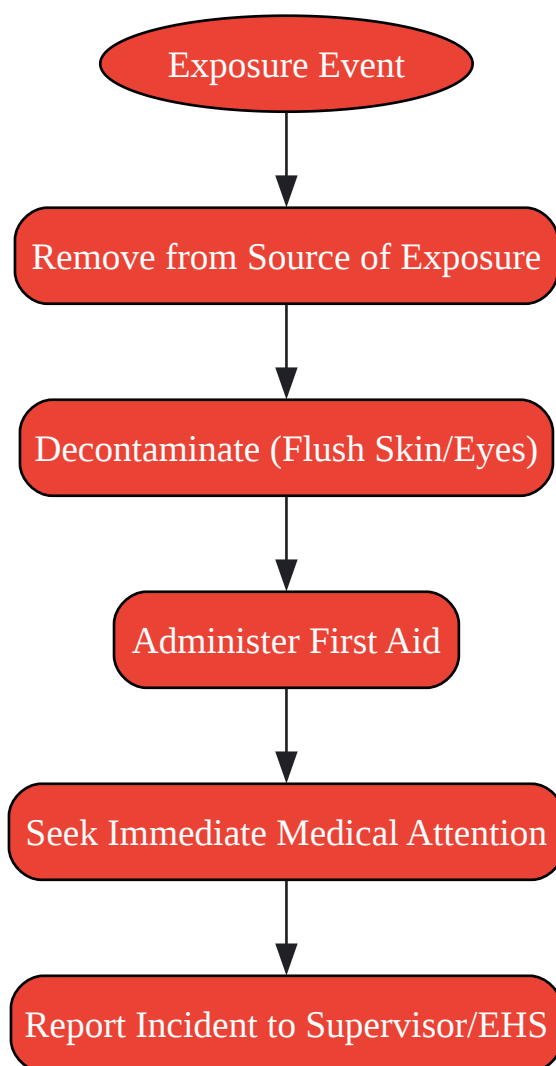 Exposure Event
Remove from Source of Exposure
Decontaminate (Flush Skin/Eyes)
Administer First Aid
Seek Immediate Medical Attention
Report Incident to Supervisor/EHS